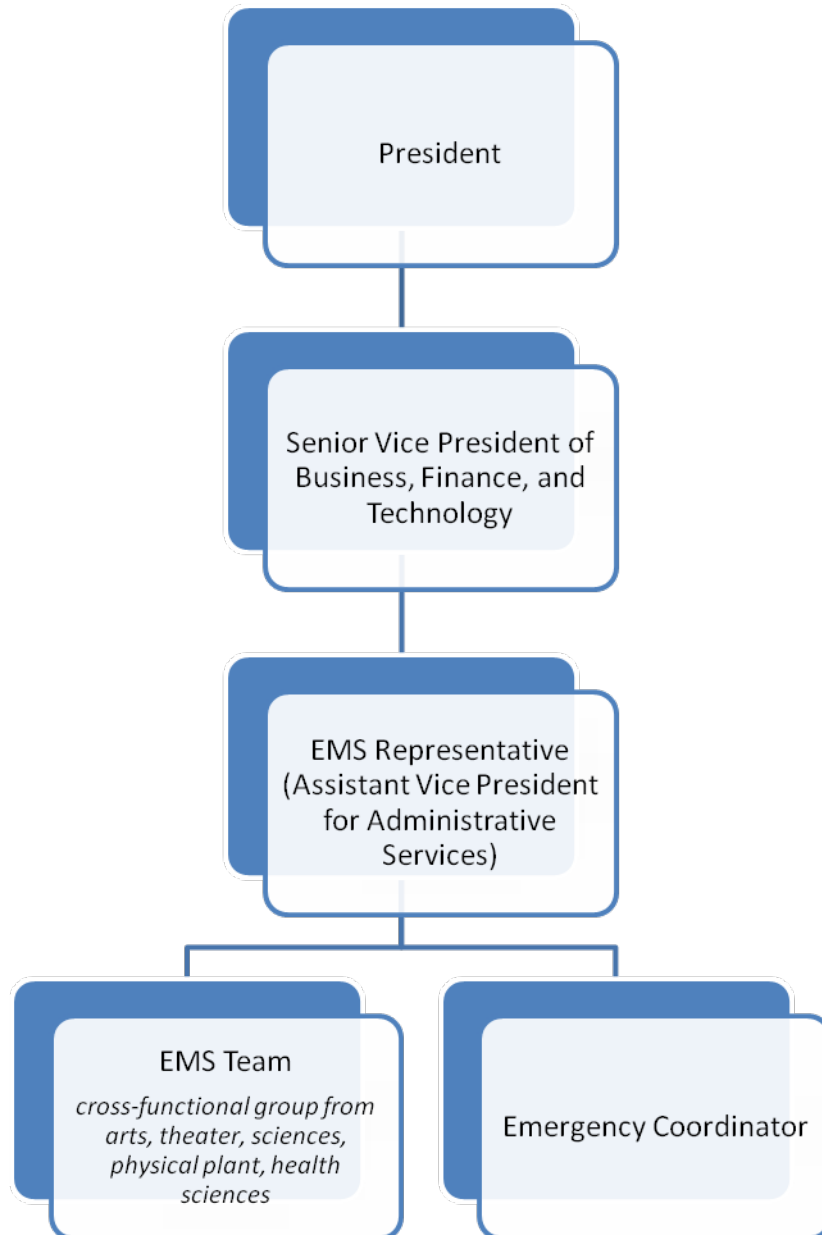 President
Senior Vice President of
Business, Finance, and
Technology
EMS Representative
(Assistant Vice President
for Administrative
Services)
EMS Team
cross-functional group from
arts, theater, sciences,
physical plant, health
sciences
Emergency Coordinator